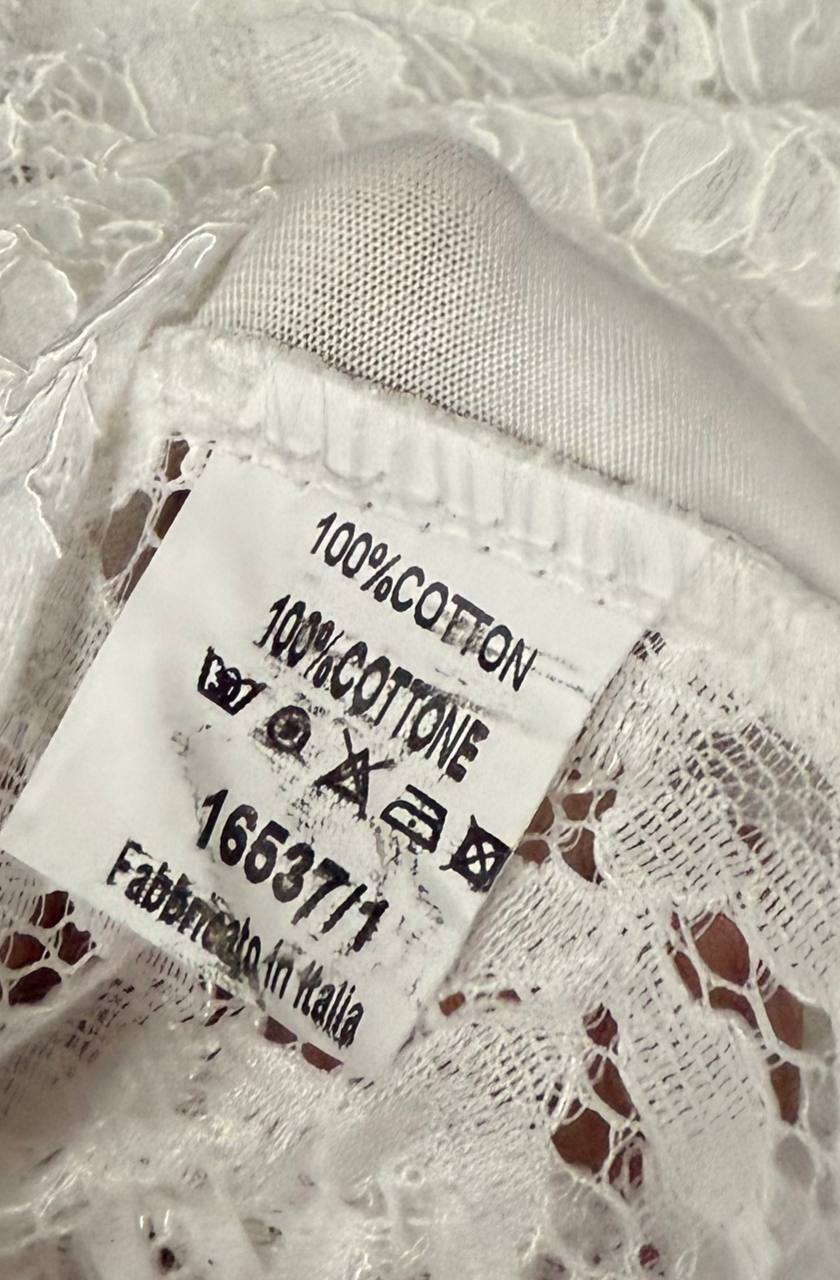 100%COTTON
100%COTTONE
16537/1
Fabbricato in Italia